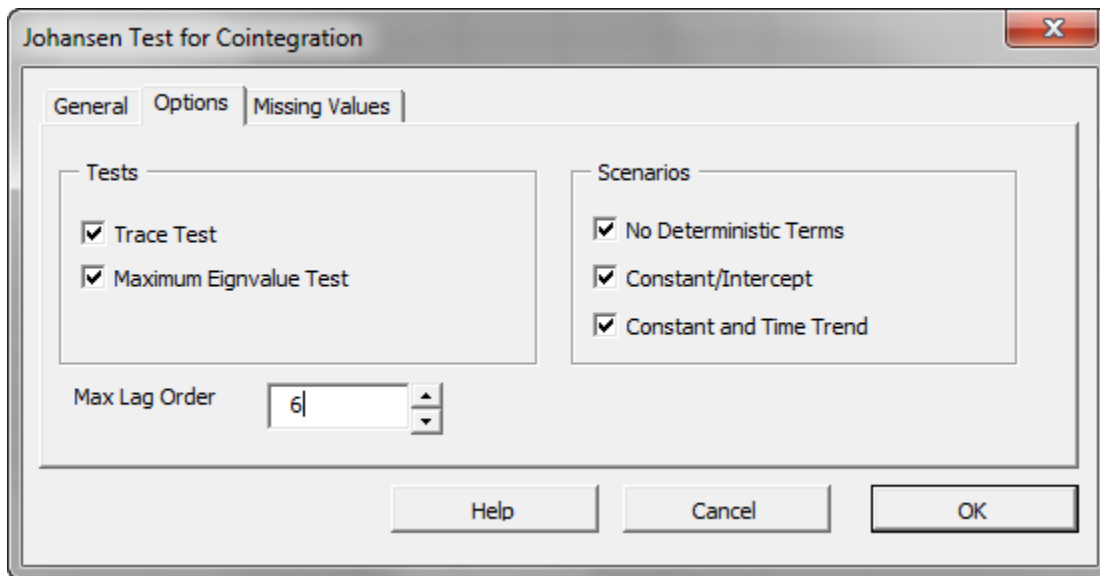 Johansen Test for Cointegration
General Options Missing Values
Tests
Trace Test
Maximum Eignvalue Test
Scenarios
No Deterministic Terms
Constant/Intercept
Constant and Time Trend
Max Lag Order 6
Help Cancel OK